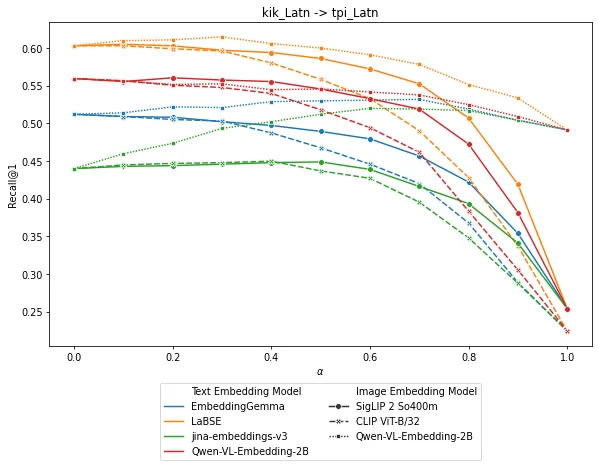 kik_Latn -> tpi_Latn
Recall@1
0.60
0.55
0.50
0.45
0.40
0.35
0.30
0.25
0.0 0.2 0.4 0.6 0.8 1.0
α
Text Embedding Model Image Embedding Model
EmbeddingGemma SigLIP 2 So400m
LaBSE CLIP ViT-B/32
jina-embeddings-v3 Qwen-VL-Embedding-2B
Qwen-VL-Embedding-2B